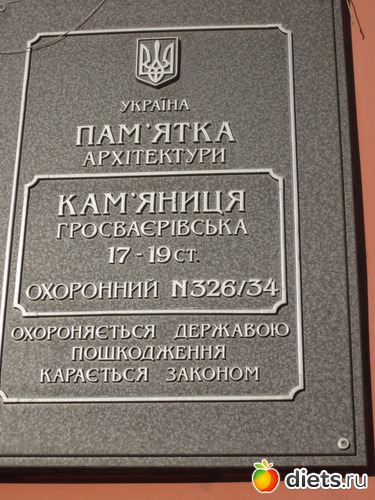 УКРАЇНА
ПАМ'ЯТКА
АРХІТЕКТУРИ
КАМ'ЯНИЦЯ
ГРОСВАЄРІВСЬКА
17-19 СТ.
ОХОРОННИЙ N326/34
ОХОРОНЯЄТЬСЯ ДЕРЖАВОЮ
ПОШКОДЖЕННЯ
КАРАЄТЬСЯ ЗАКОНОМ
diets.ru